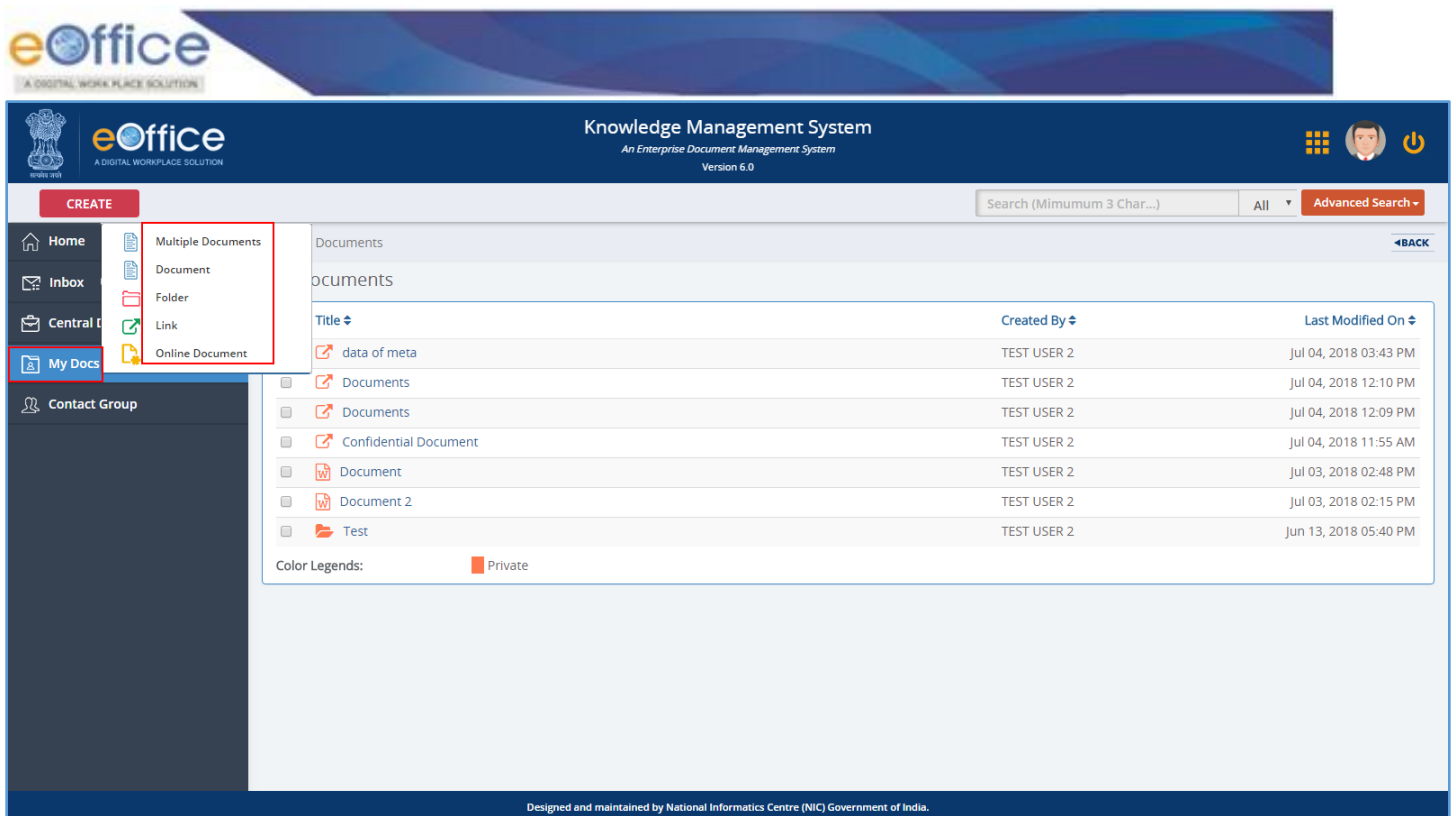 eOffice
A DIGITAL WORK PLACE SOLUTION
सत्यमेव जयते
eOffice
A DIGITAL WORKPLACE SOLUTION
Knowledge Management System
An Enterprise Document Management System
Version 6.0
CREATE
Search (Mimumum 3 Char...)
All
Advanced Search
Home
Multiple Documents
Documents
BACK
Document
Inbox
ocuments
Folder
Central
Link
Title
Created By
Last Modified On
Online Document
My Docs
data of meta TEST USER 2 Jul 04, 2018 03:43 PM
Documents TEST USER 2 Jul 04, 2018 12:10 PM
Contact Group
Documents TEST USER 2 Jul 04, 2018 12:09 PM
Confidential Document TEST USER 2 Jul 04, 2018 11:55 AM
Document TEST USER 2 Jul 03, 2018 02:48 PM
Document 2 TEST USER 2 Jul 03, 2018 02:15 PM
Test TEST USER 2 Jun 13, 2018 05:40 PM
Color Legends: Private
Designed and maintained by National Informatics Centre (NIC) Government of India.